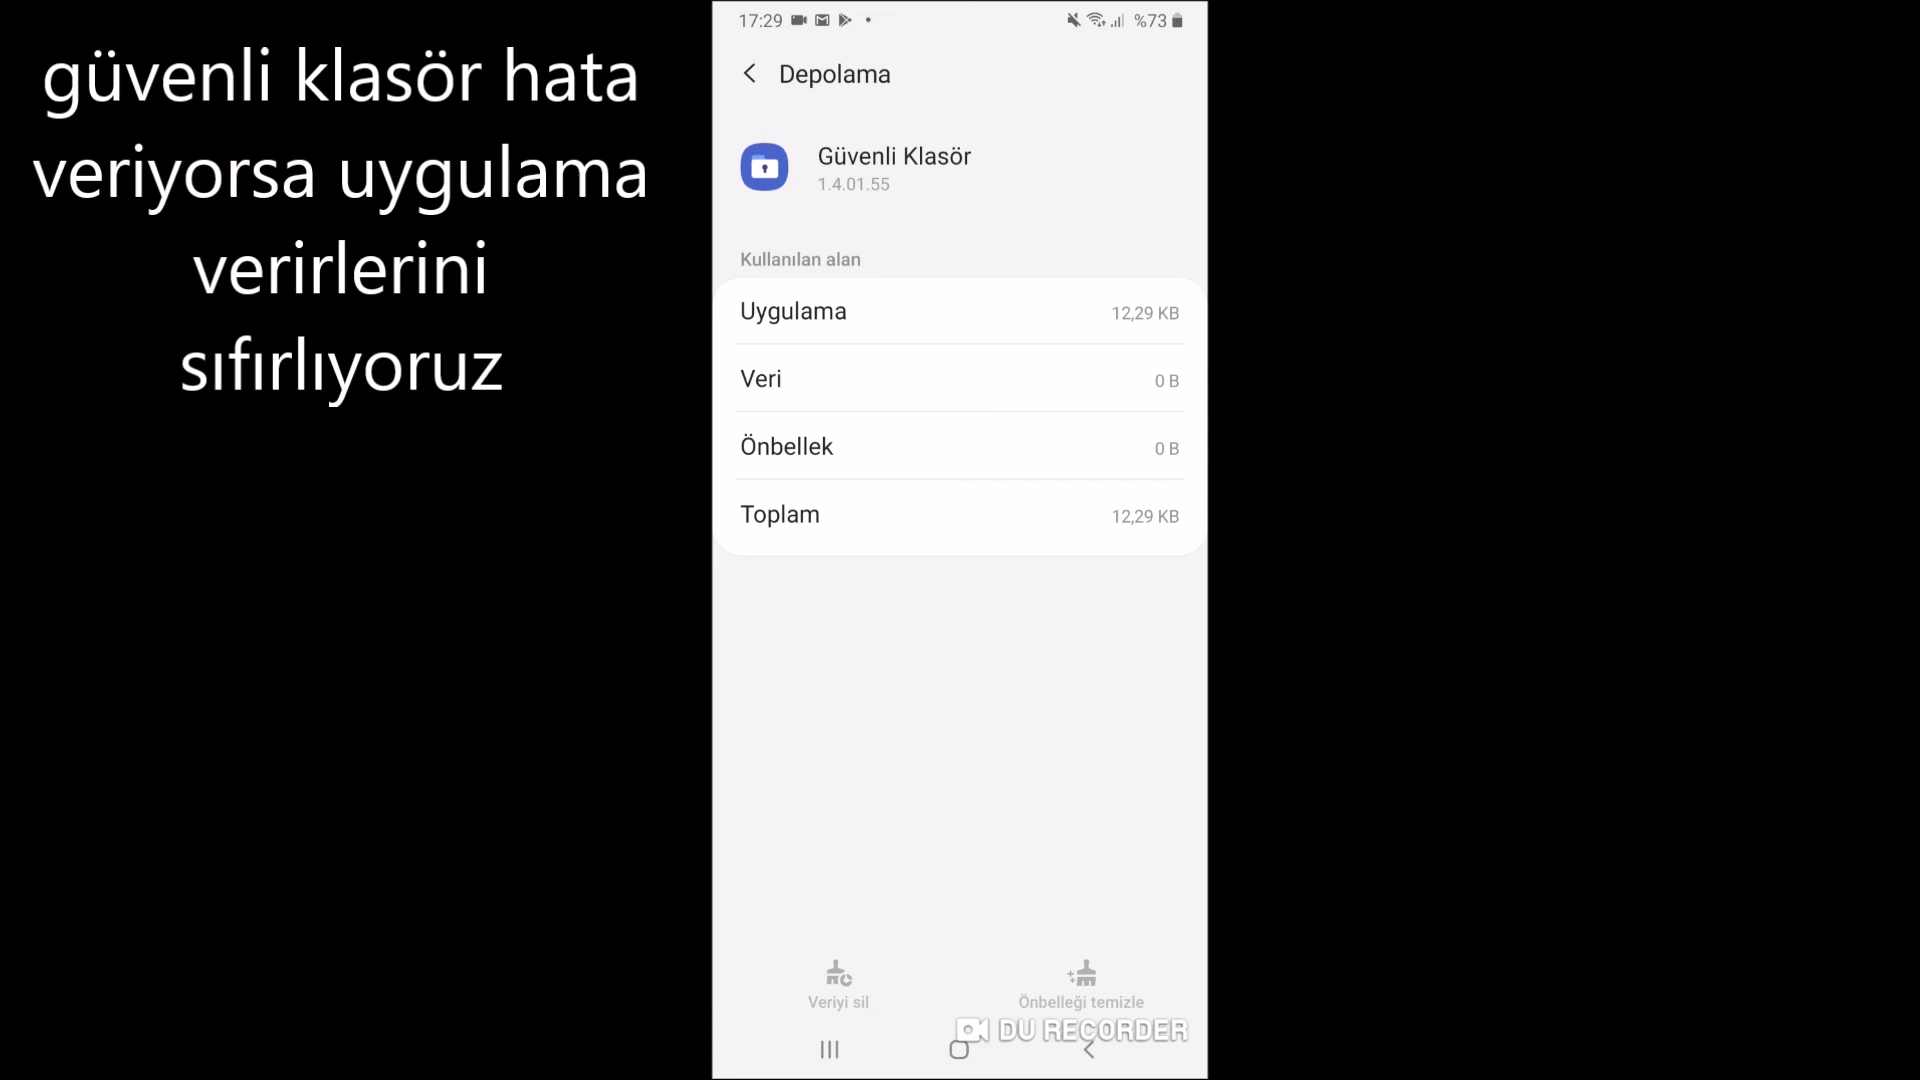 güvenli klasör hata
veriyorsa uygulama
verirlerini
sıfırlıyoruz
17:29
%73
Depolama
Güvenli Klasör
1.4.01.55
Kullanılan alan
Uygulama 12,29 KB
Veri 0 B
Önbellek 0 B
Toplam 12,29 KB
Veriyi sil Önbelleği temizle
DU RECORDER